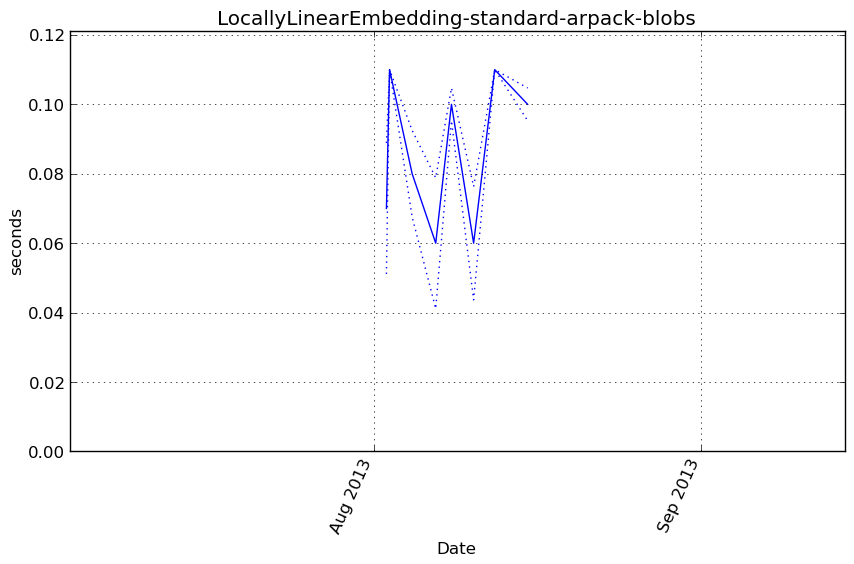 LocallyLinearEmbedding-standard-arpack-blobs
0.12
0.10
0.08
0.06
0.04
0.02
0.00
seconds
Aug 2013
Sep 2013
Date